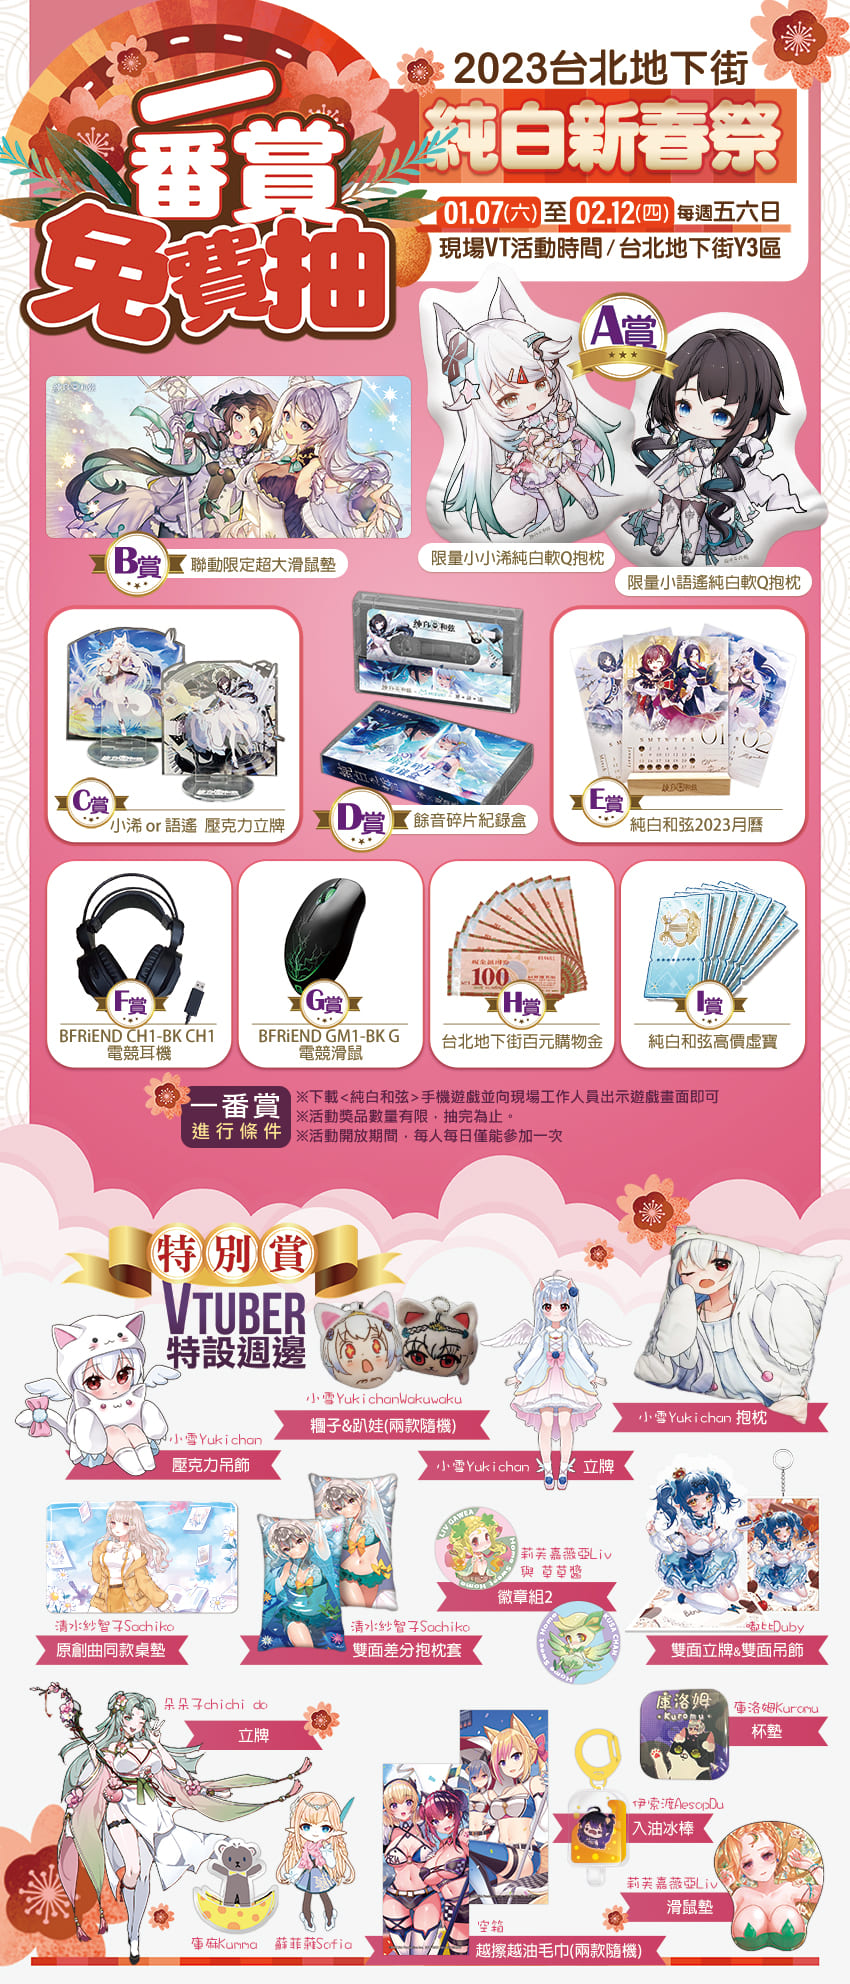 一番賞
免費抽
2023台北地下街
純白新春祭
01.07(六) 至 02.12(四) 每週五六日
現場VT活動時間/台北地下街Y3區
A賞
限量小小浠純白軟Q抱枕
限量小語遙純白軟Q抱枕
B賞 聯動限定超大滑鼠墊
C賞
小浠 or 語遙 壓克力立牌
純白和弦
D賞 餘音碎片紀錄盒
E賞
純白和弦2023月曆
F賞
BFRiEND CH1-BK CH1
電競耳機
G賞
BFRiEND GM1-BK G
電競滑鼠
100
H賞
台北地下街百元購物金
I賞
純白和弦高價虛寶
一番賞
進行條件
※下載<純白和弦>手機遊戲並向現場工作人員出示遊戲畫面即可
※活動獎品數量有限，抽完為止。
※活動開放期間，每人每日僅能參加一次
特別賞
VTUBER
特設週邊
小雪Yukichan
壓克力吊飾
小雪YukichanWakuwaku
糰子&趴娃(兩款隨機)
小雪Yukichan 立牌
小雪Yukichan 抱枕
清水紗智子Sachiko
原創曲同款桌墊
清水紗智子Sachiko
雙面差分抱枕套
LIV GAWEA
Home Sweet Home
莉芙嘉薇亞Liv
與 草草醬
徽章組2
KUSA CHAN
Home Sweet Home
嘟比Duby
雙面立牌&雙面吊飾
朵朵子chichi do
立牌
庫麻Kumma
蘇菲莊Sofia
空箱
越擦越油毛巾(兩款隨機)
庫洛姆
Kuromu
庫洛姆Kuromu
杯墊
伊索渡AesopDu
入油冰棒
莉芙嘉薇亞Liv
滑鼠墊